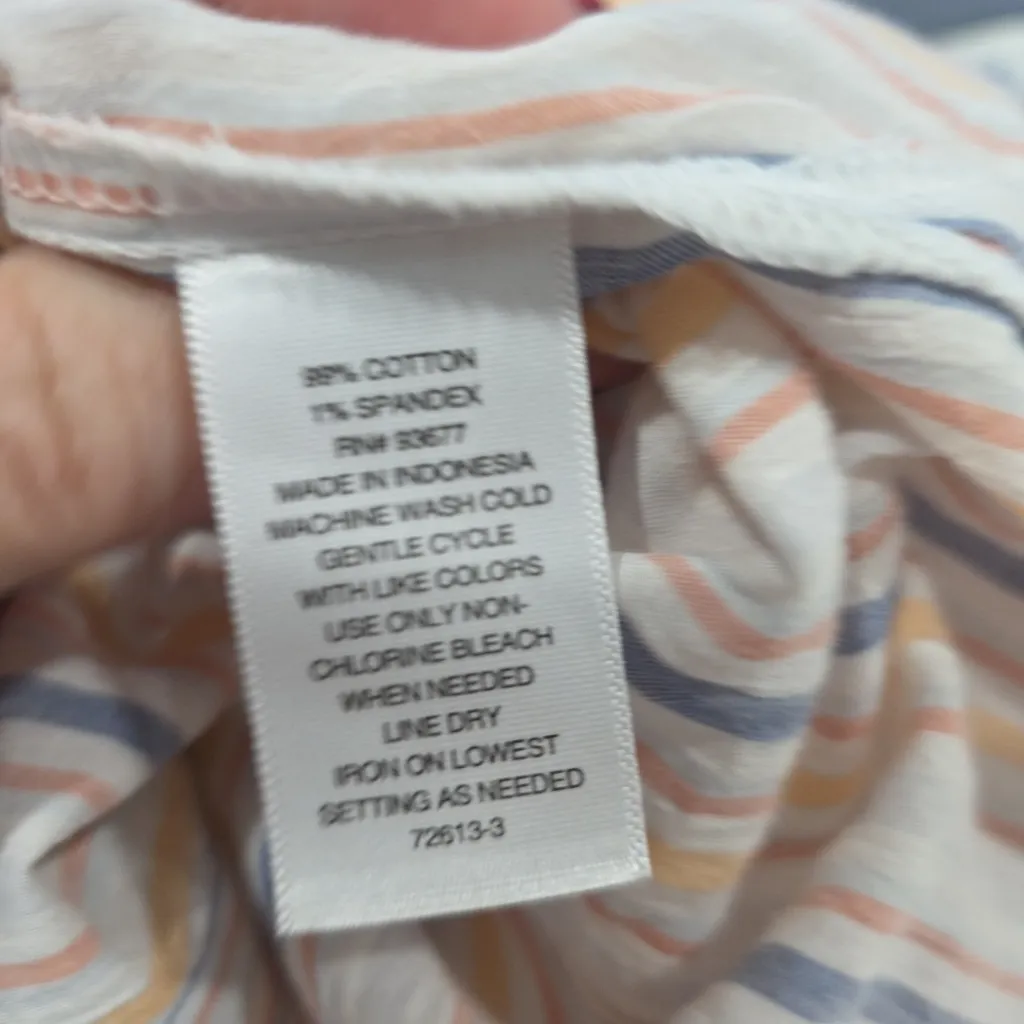 99% COTTON
1% SPANDEX
RN# 93677
MADE IN INDONESIA
MACHINE WASH COLD
GENTLE CYCLE
WITH LIKE COLORS
USE ONLY NON-
CHLORINE BLEACH
WHEN NEEDED
LINE DRY
IRON ON LOWEST
SETTING AS NEEDED
72613-3